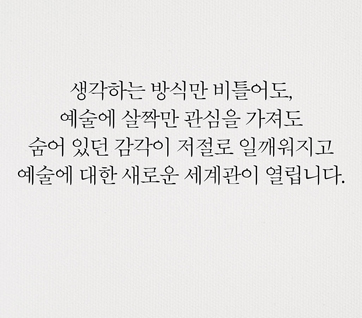 생각하는 방식만 비틀어도,
예술에 살짝만 관심을 가져도
숨어 있던 감각이 저절로 일깨워지고
예술에 대한 새로운 세계관이 열립니다.